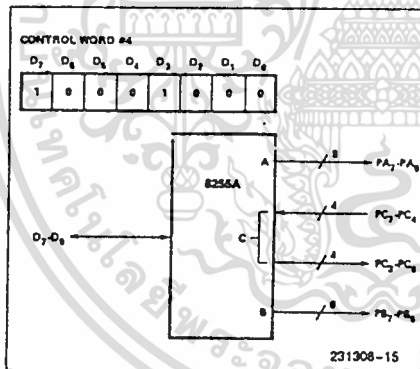 CONTROL WORD #4
D7 D6 D5 D4 D3 D2 D1 D0
1 0 0 0 1 0 0 0
8255A
A
8
PA7-PA0
4
PC7-PC4
C
4
PC3-PC0
D7-D0
B
8
PB7-PB0
231308-15